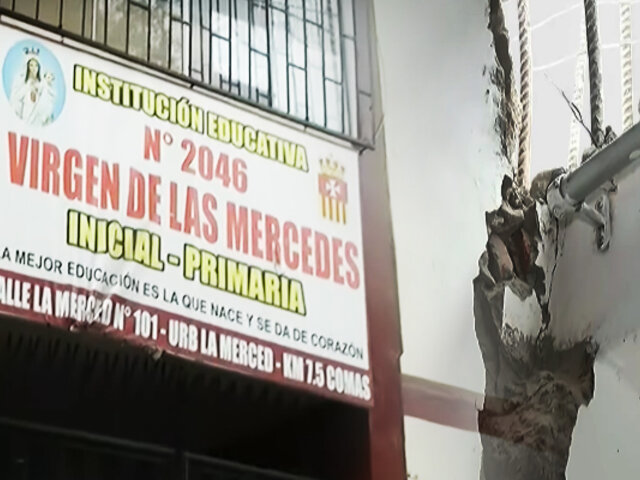 INSTITUCIÓN EDUCATIVA
N° 2046
VIRGEN DE LAS MERCEDES
INICIAL - PRIMARIA
LA MEJOR EDUCACIÓN ES LA QUE NACE Y SE DA DE CORAZÓN
ALLE LA MERCED N° 101 - URB LA MERCED - KM 7.5 COMAS